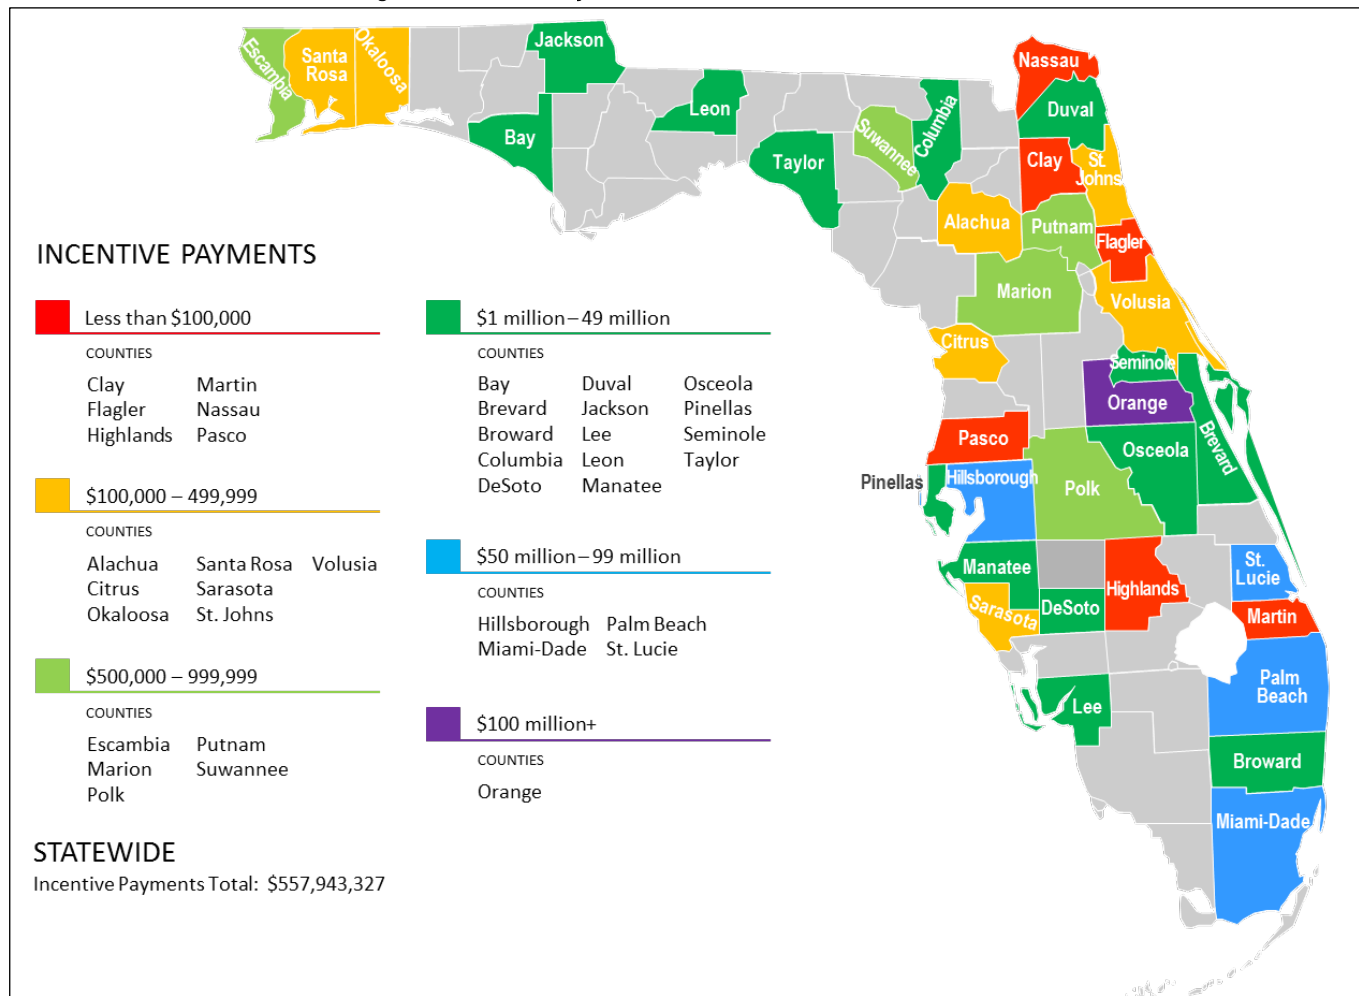 INCENTIVE PAYMENTS
Less than $100,000
COUNTIES
Clay Martin
Flagler Nassau
Highlands Pasco
$100,000 – 499,999
COUNTIES
Alachua Santa Rosa Volusia
Citrus Sarasota
Okaloosa St. Johns
$500,000 – 999,999
COUNTIES
Escambia Putnam
Marion Suwannee
Polk
$1 million – 49 million
COUNTIES
Bay Duval Osceola
Brevard Jackson Pinellas
Broward Lee Seminole
Columbia Leon Taylor
DeSoto Manatee
$50 million – 99 million
COUNTIES
Hillsborough Palm Beach
Miami-Dade St. Lucie
$100 million+
COUNTIES
Orange
STATEWIDE
Incentive Payments Total: $557,943,327
Escambia
Santa
Rosa
Okaloosa
Jackson
Bay
Leon
Taylor
Suwannee
Columbia
Nassau
Duval
Clay
St.
Johns
Alachua
Putnam
Flagler
Marion
Volusia
Citrus
Seminole
Orange
Pasco
Osceola
Brevard
Pinellas
Hillsborough
Polk
Manatee
Sarasota
DeSoto
Highlands
St.
Lucie
Martin
Palm
Beach
Lee
Broward
Miami-Dade